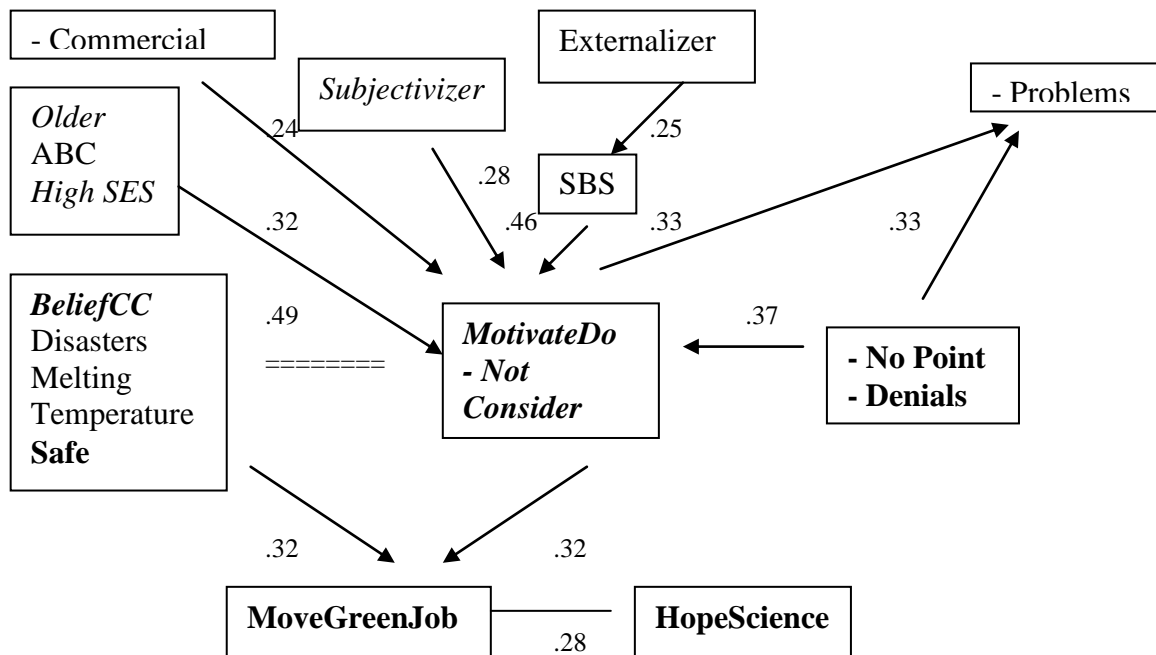 - Commercial
Externalizer
Subjectivizer
- Problems
Older
ABC
High SES
.24
.25
.28
SBS
.32
.46
.33
.33
BeliefCC
Disasters
Melting
Temperature
Safe
.49
========
MotivateDo
- Not
Consider
.37
- No Point
- Denials
.32
.32
MoveGreenJob
.28
HopeScience